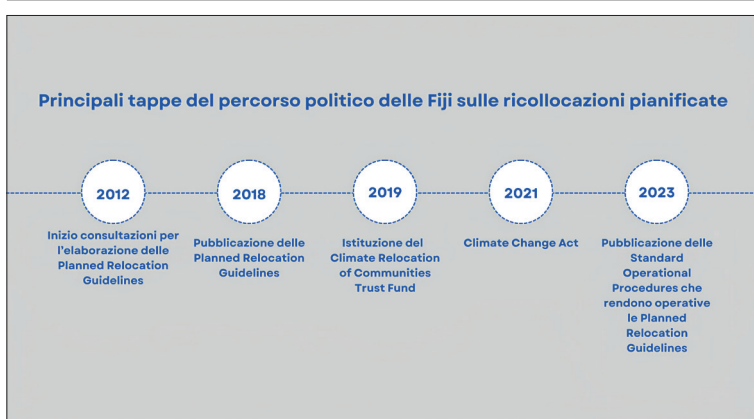 Principali tappe del percorso politico delle Fiji sulle ricollocazioni pianificate
2012
Inizio consultazioni per
l'elaborazione delle
Planned Relocation
Guidelines
2018
Pubblicazione delle
Planned Relocation
Guidelines
2019
Istituzione del
Climate Relocation
of Communities
Trust Fund
2021
Climate Change Act
2023
Pubblicazione delle
Standard
Operational
Procedures che
rendono operative
le Planned
Relocation
Guidelines